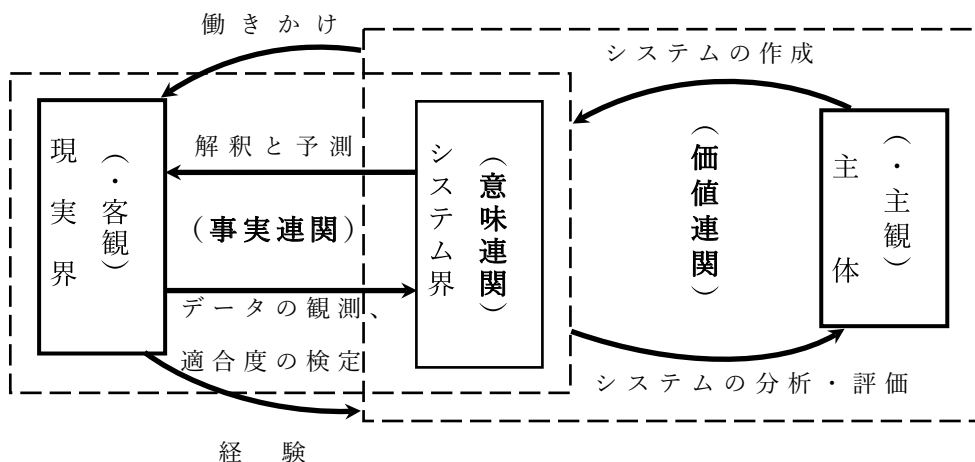 働きかけ
システムの作成
現実界
（・客観）
解釈と予測
（事実連関）
データの観測、
適合度の検定
システム界
（意味連関）
（価値連関）
主体
（・主観）
システムの分析・評価
経験